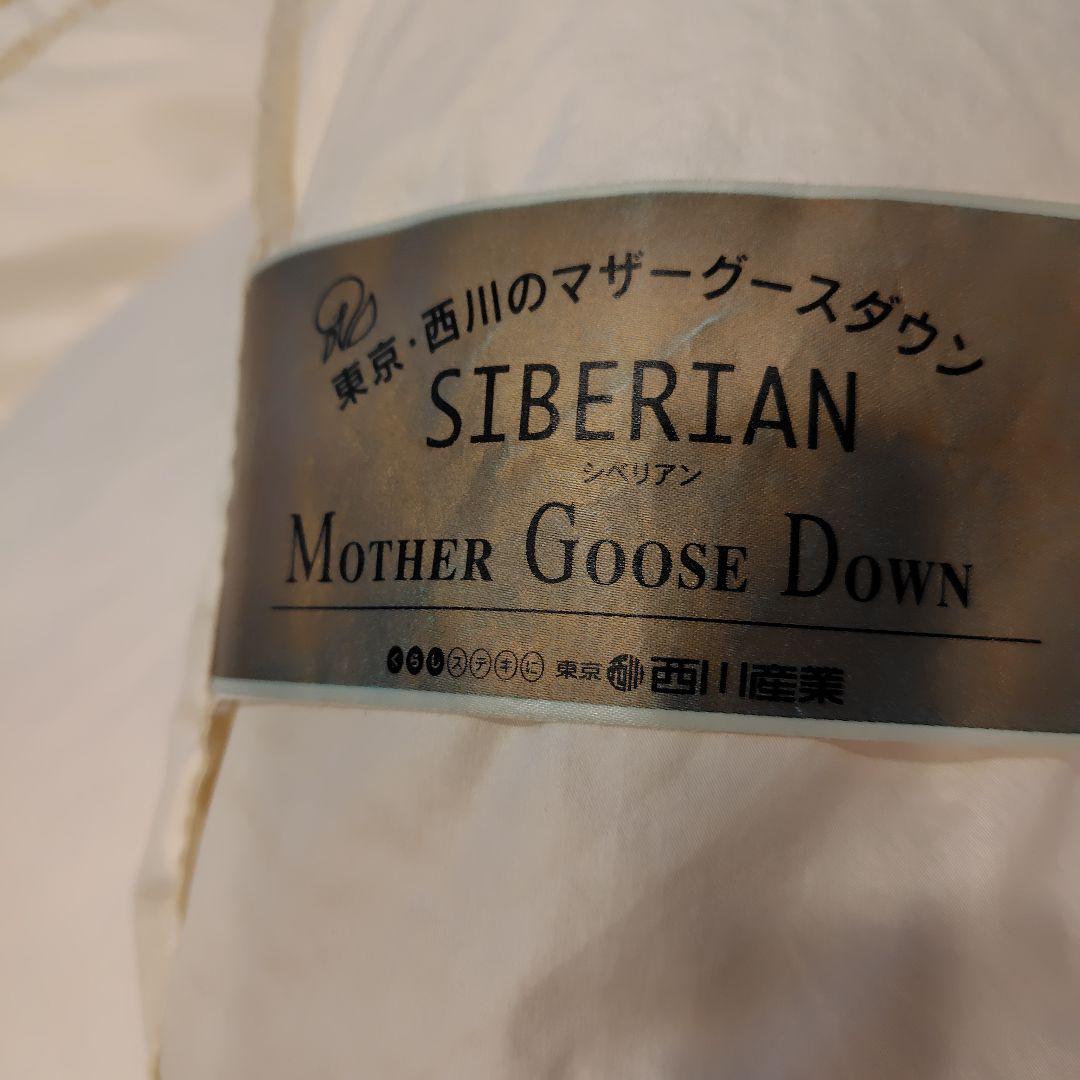 東京・西川のマザーグースダウン
SIBERIAN
シベリアン
MOTHER GOOSE DOWN
くらしステキに 東京 西川産業